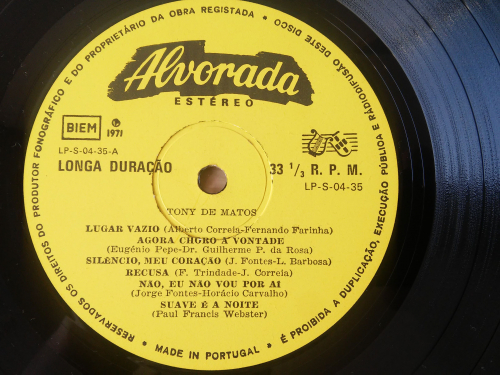 RESERVADOS OS DIREITOS DO PRODUTOR FONOGRÁFICO E DO PROPRIETÁRIO DA OBRA REGISTADA • É PROIBIDA A DUPLICAÇÃO, EXECUÇÃO PÚBLICA E RADIODIFUSÃO DESTE DISCO
Alvorada
ESTÉREO
BIEM
Ⓟ
1971
LP-S-04-35-A
LONGA DURAÇÃO
33 1/3 R. P. M.
LP-S-04-35
TONY DE MATOS
LUGAR VAZIO (Alberto Correia-Fernando Farinha)
AGORA CHORO À VONTADE
(Eugénio Pepe-Dr. Guilherme P. da Rosa)
SILÊNCIO, MEU CORAÇÃO (J. Fontes-L. Barbosa)
RECUSA (F. Trindade-J. Correia)
NÃO, EU NÃO VOU POR AI
(Jorge Fontes-Horácio Carvalho)
SUAVE É A NOITE
(Paul Francis Webster)
• MADE IN PORTUGAL •